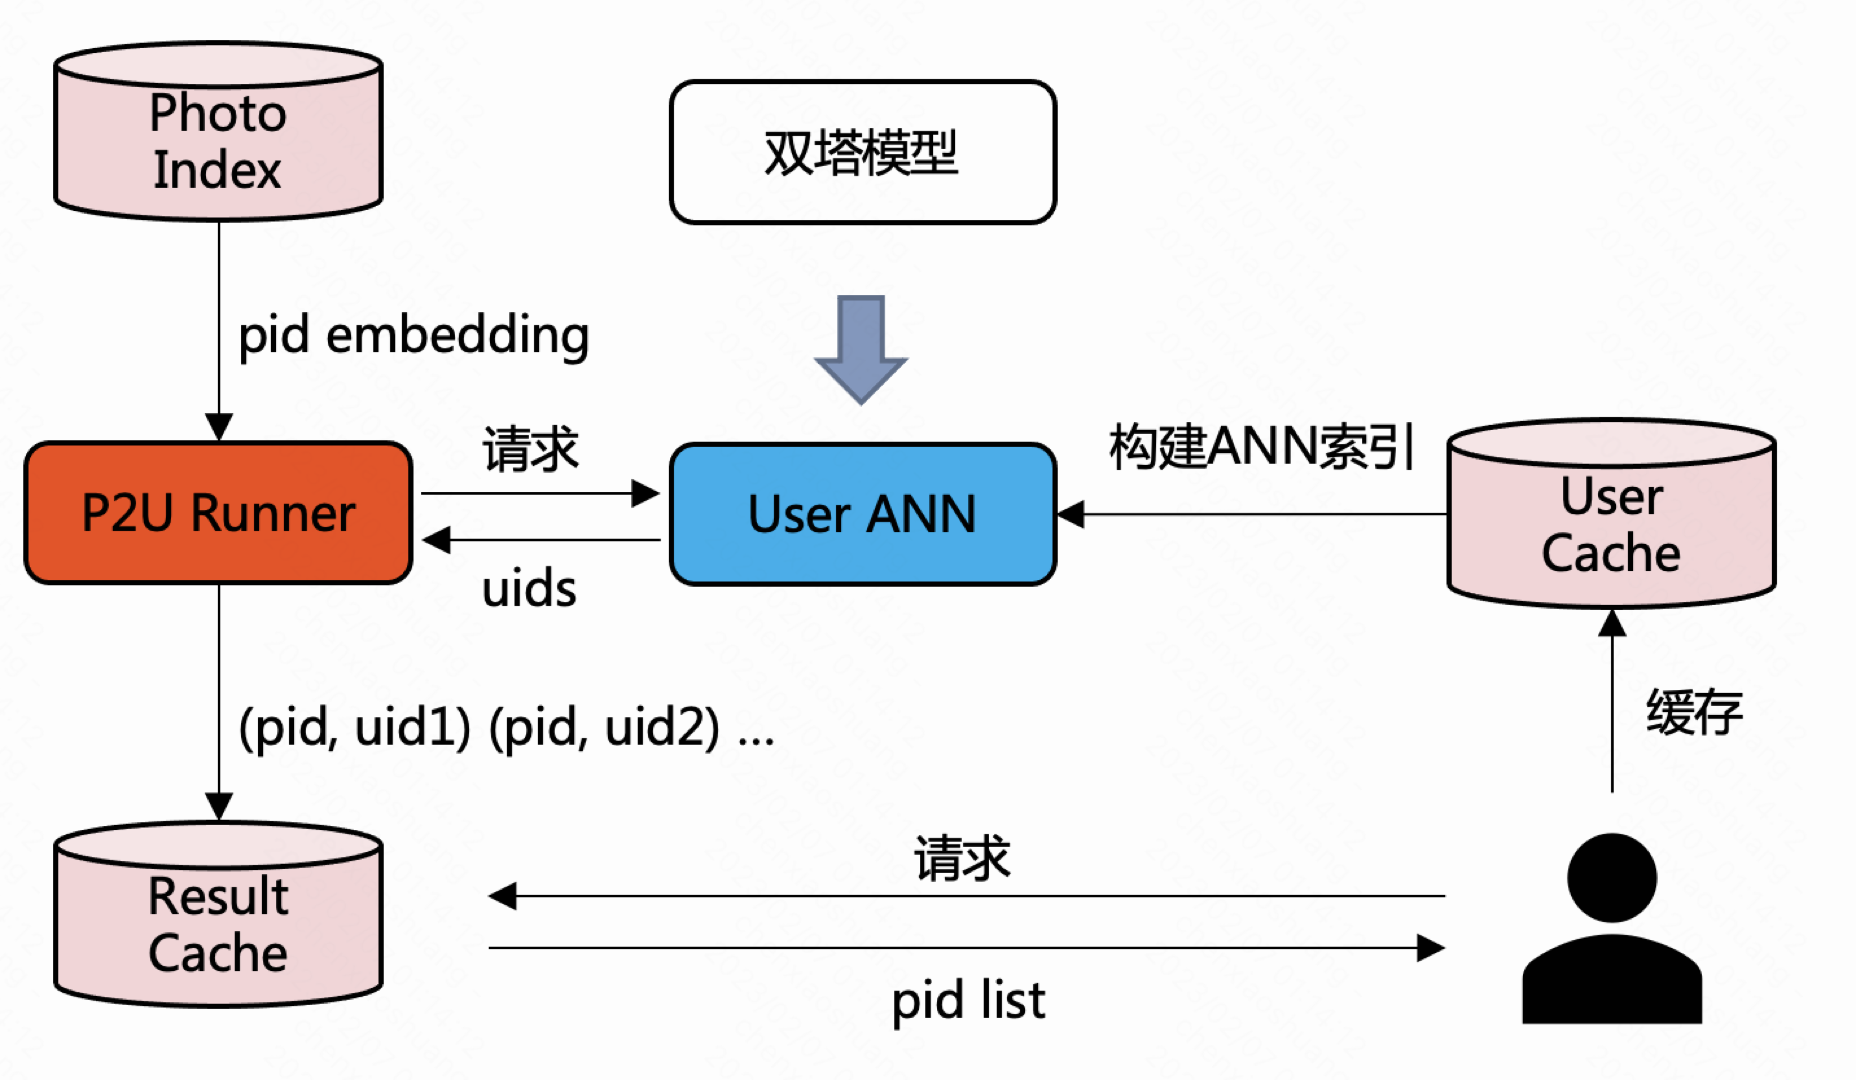 Photo
Index
双塔模型
pid embedding
请求
构建ANN索引
P2U Runner
User ANN
User
Cache
uids
(pid, uid1) (pid, uid2) ...
缓存
请求
Result
Cache
pid list